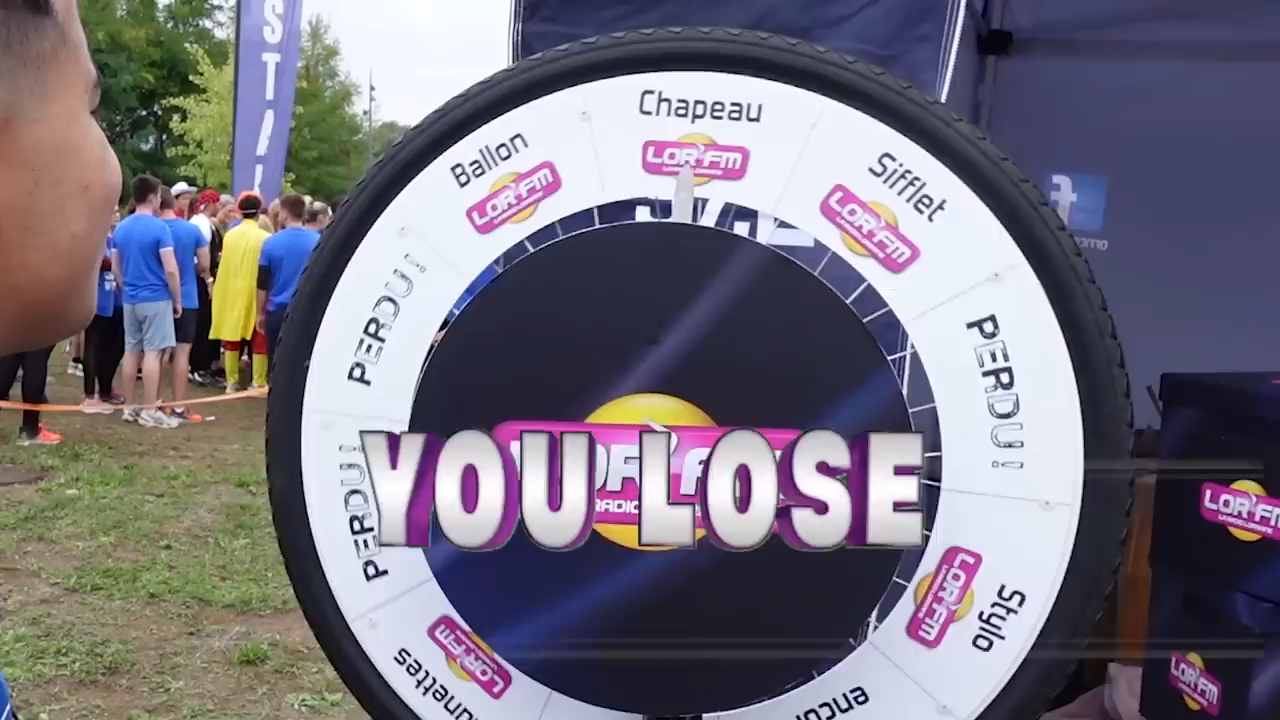 STA
Chapeau
LOR'FM
Ballon
LOR'FM
Sifflet
LOR'FM
PERDU !
PERDU !
PERDU !
YOU LOSE
LOR'FM
Stylo
LOR'FM
LOR'FM
LOR'FM